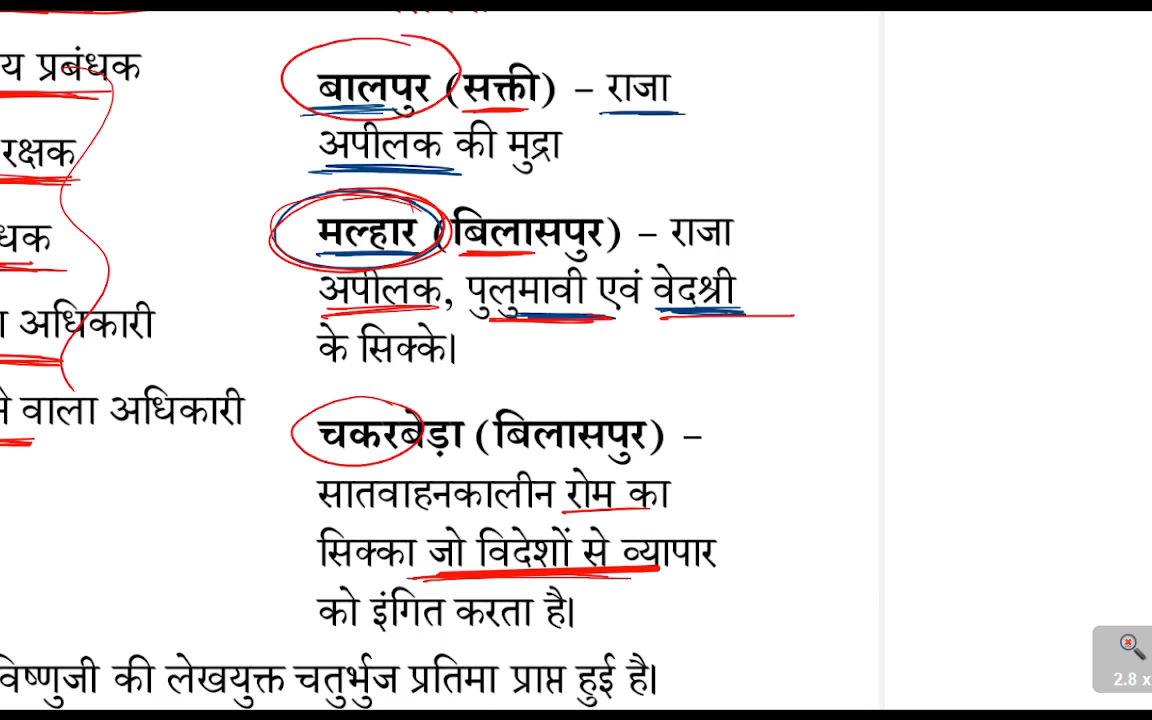 य प्रबंधक
रक्षक
धक
अधिकारी
से वाला अधिकारी
बालपुर (सक्ती) – राजा
अपीलक की मुद्रा
मल्हार (बिलासपुर) – राजा
अपीलक, पुलुमावी एवं वेदश्री
के सिक्के।
चकरबेड़ा (बिलासपुर) –
सातवाहनकालीन रोम का
सिक्का जो विदेशों से व्यापार
को इंगित करता है।
विष्णुजी की लेखयुक्त चतुर्भुज प्रतिमा प्राप्त हुई है।
2.8 x